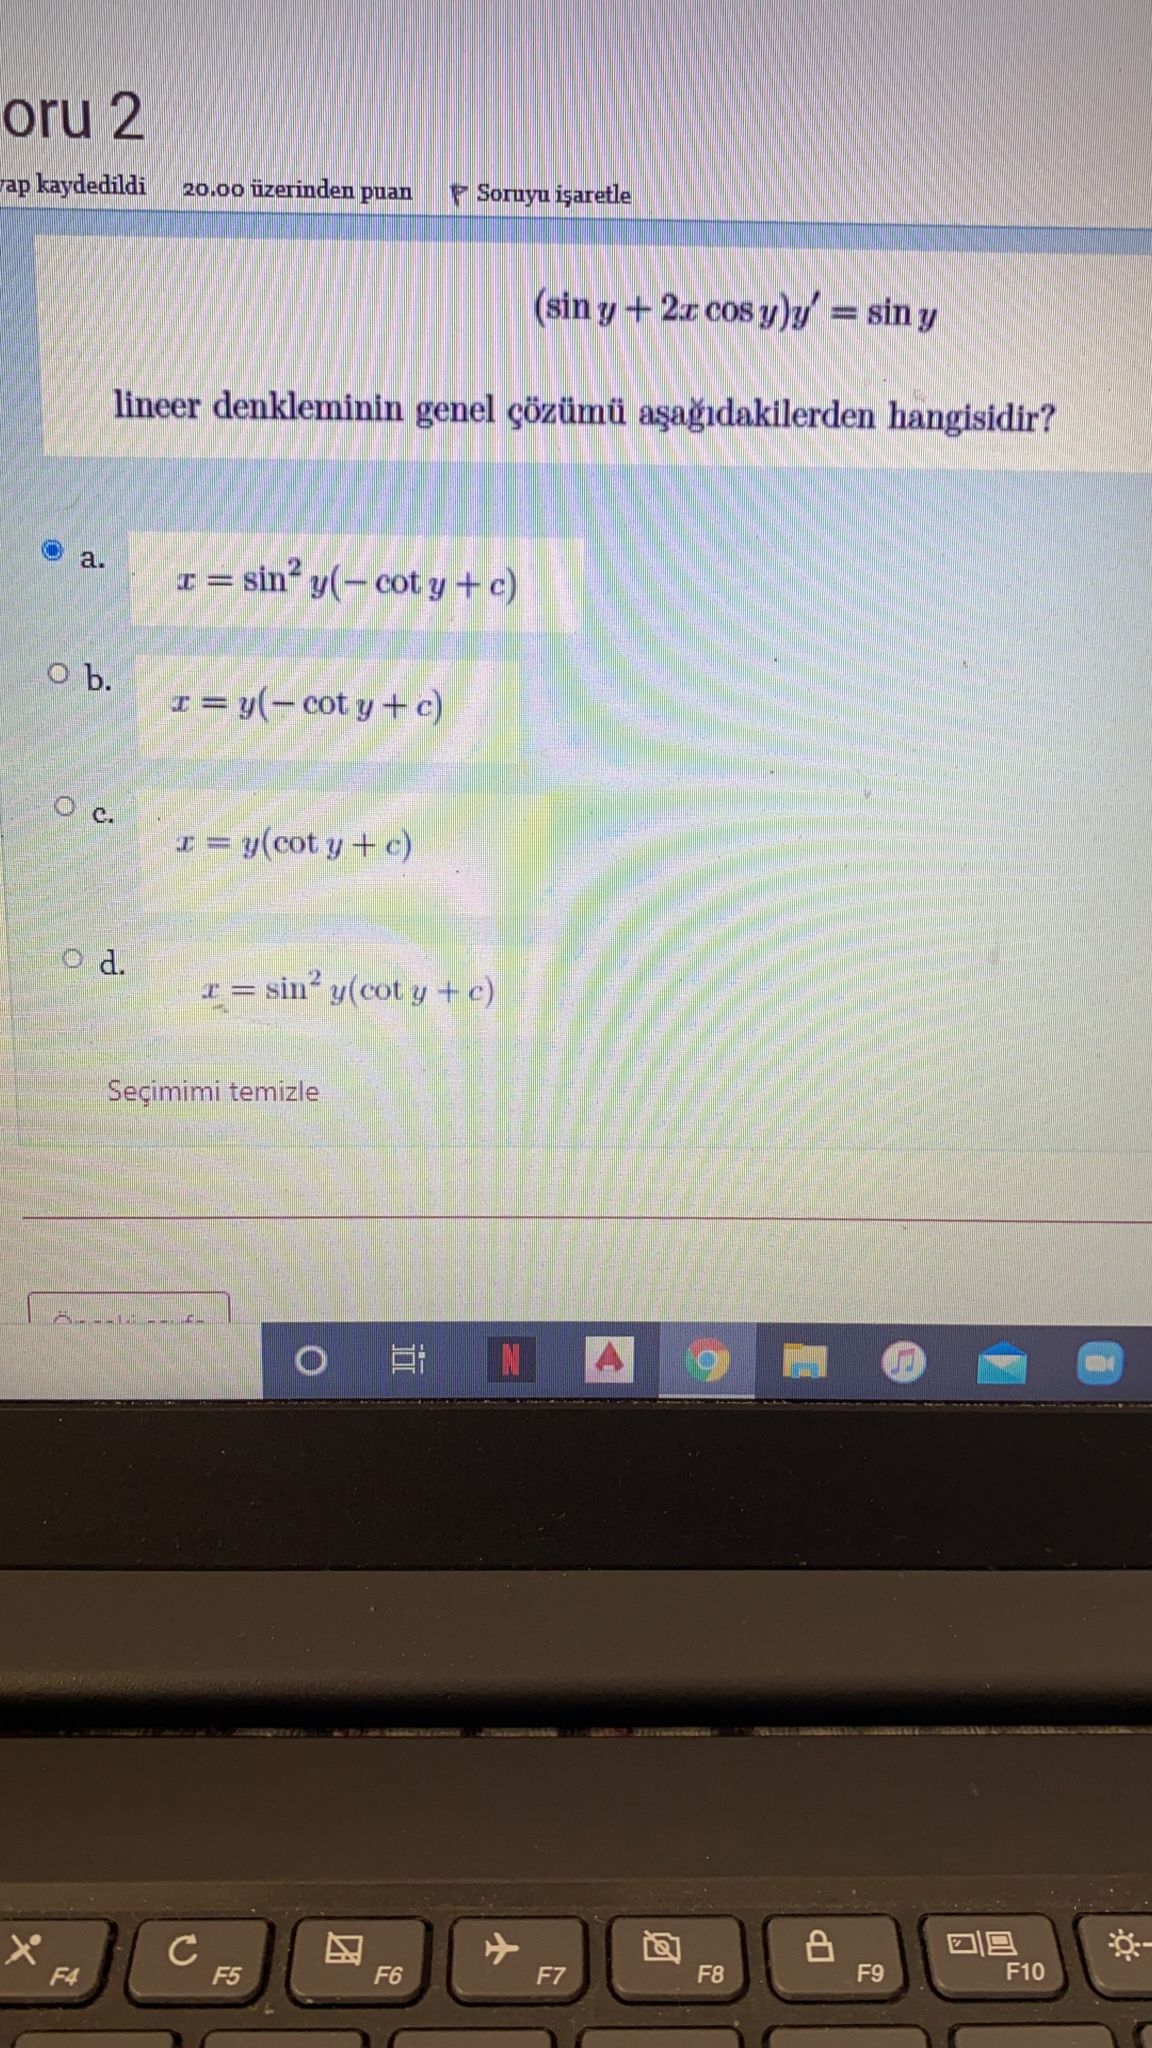 oru 2
vap kaydedildi 20.00 üzerinden puan Soruyu işaretle
(sin y + 2x cos y)y′ = sin y
lineer denkleminin genel çözümü aşağıdakilerden hangisidir?
a. x = sin² y(− cot y + c)
b. x = y(− cot y + c)
c. x = y(cot y + c)
d. x = sin² y(cot y + c)
Seçimimi temizle
N A
F4 F5 F6 F7 F8 F9 F10